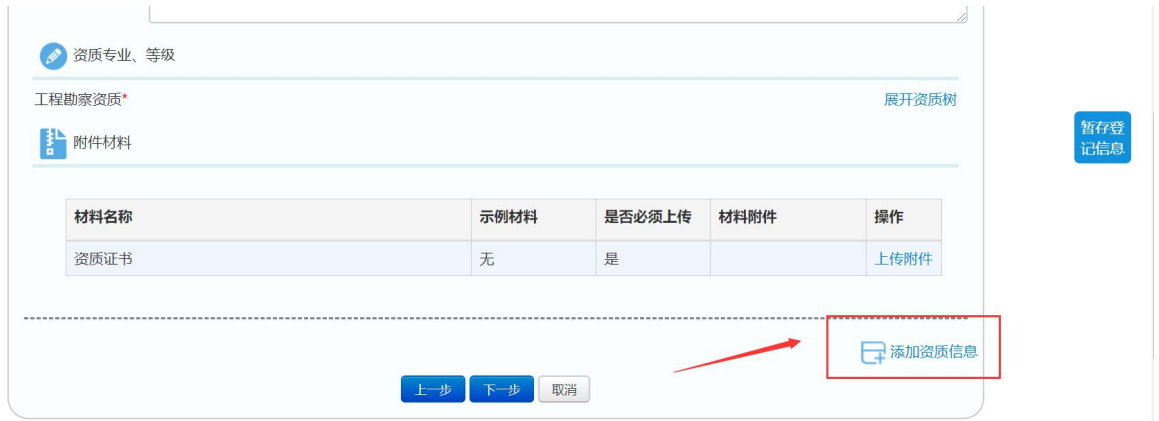 资质专业、等级
工程勘察资质* 展开资质树
附件材料
暂存登
记信息
材料名称 示例材料 是否必须上传 材料附件 操作
资质证书 无 是 上传附件
添加资质信息
上一步 下一步 取消